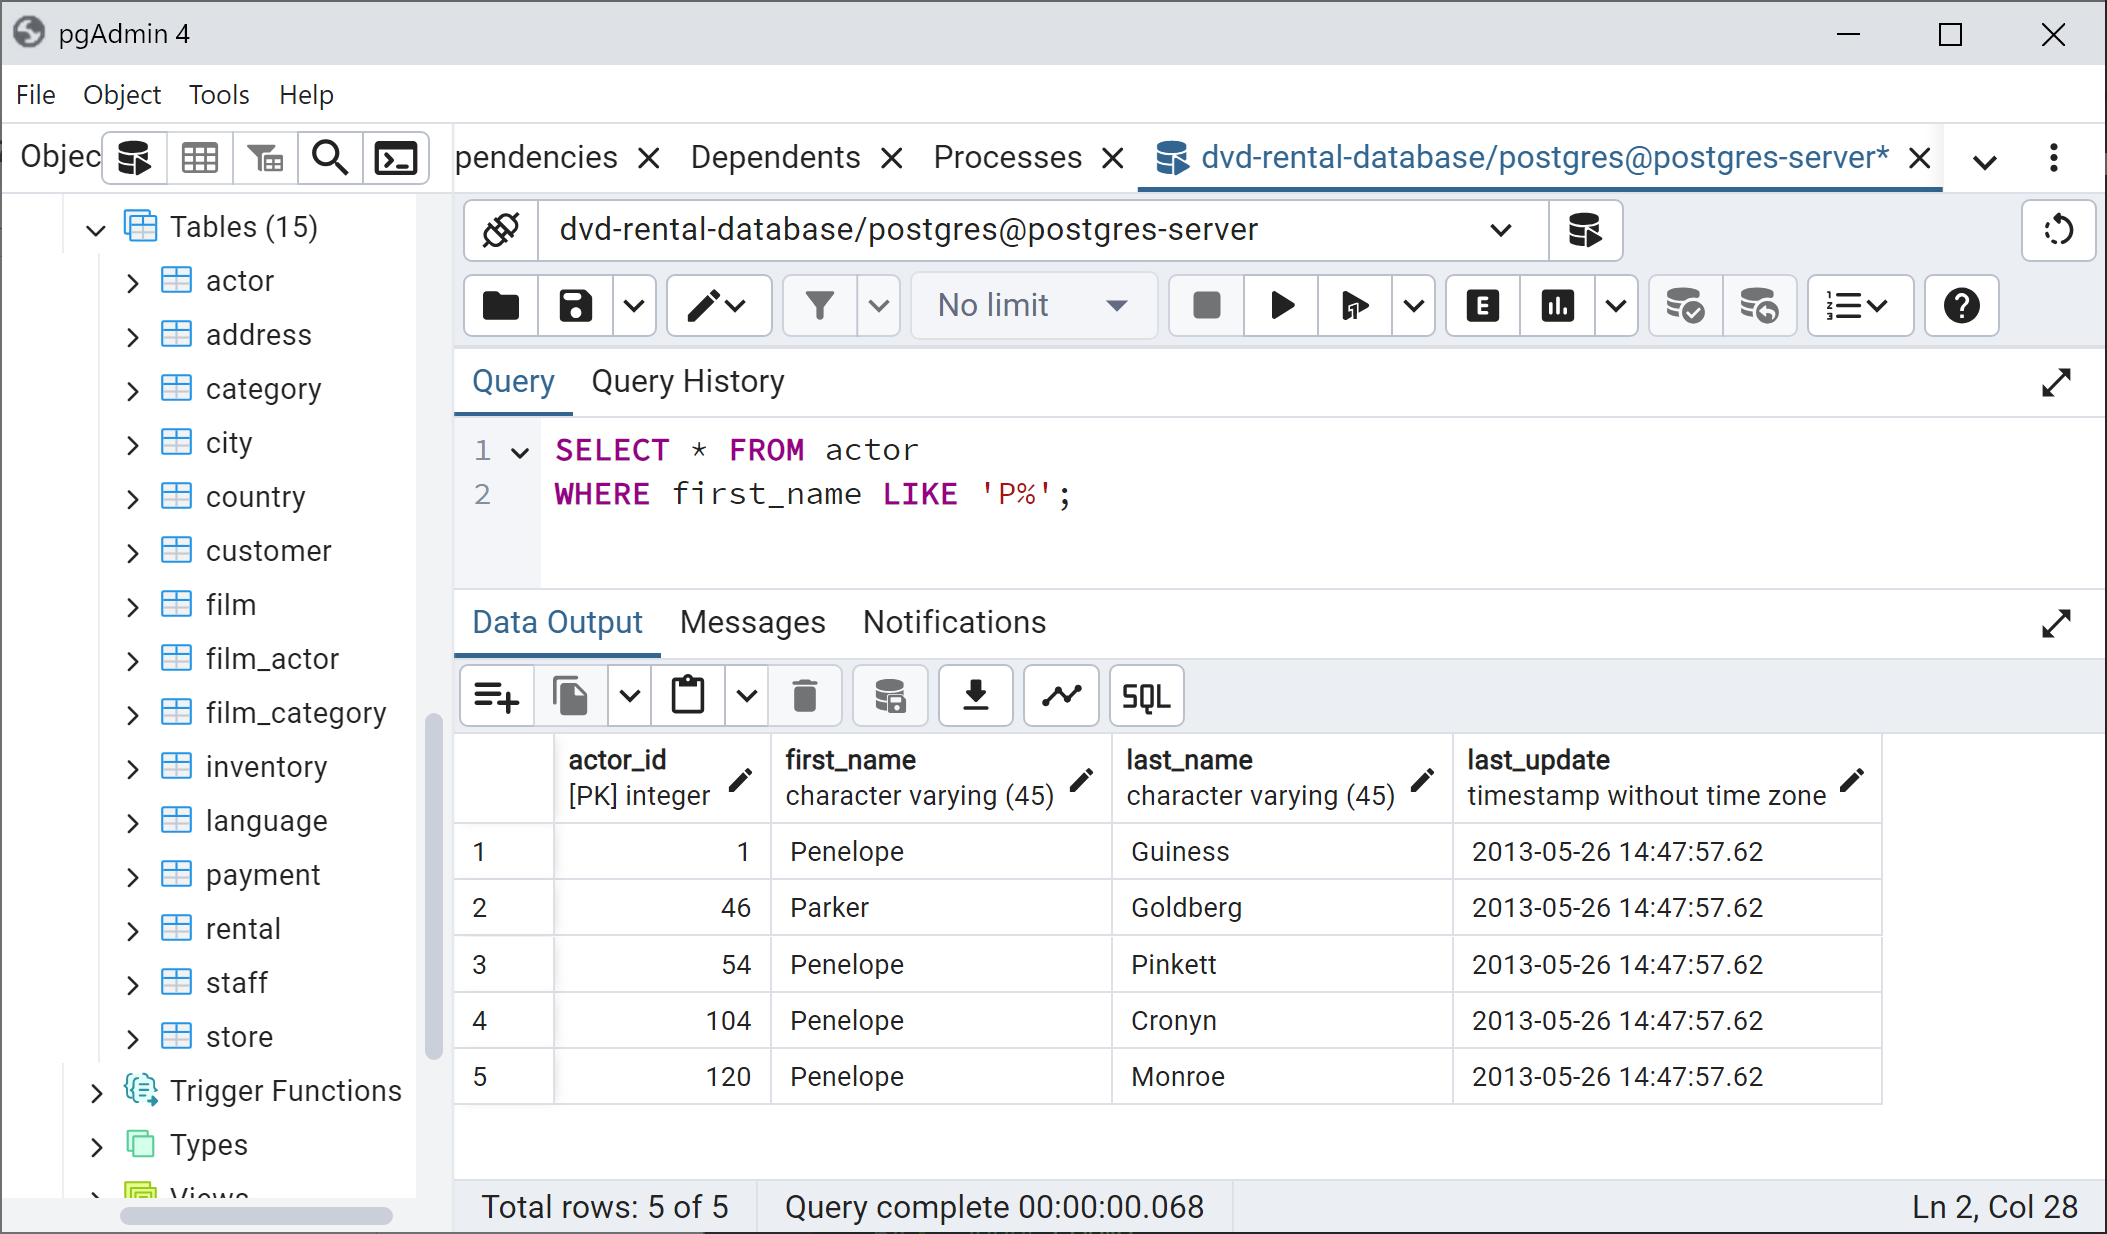 pgAdmin 4
File Object Tools Help
Objec
pendencies Dependents Processes dvd-rental-database/postgres@postgres-server*
Tables (15)
actor
address
category
city
country
customer
film
film_actor
film_category
inventory
language
payment
rental
staff
store
Trigger Functions
Types
Views
dvd-rental-database/postgres@postgres-server
No limit
E
Query Query History
1 SELECT * FROM actor
2 WHERE first_name LIKE 'P%';
Data Output Messages Notifications
SQL
actor_id first_name last_name last_update
[PK] integer character varying (45) character varying (45) timestamp without time zone
1 1 Penelope Guiness 2013-05-26 14:47:57.62
2 46 Parker Goldberg 2013-05-26 14:47:57.62
3 54 Penelope Pinkett 2013-05-26 14:47:57.62
4 104 Penelope Cronyn 2013-05-26 14:47:57.62
5 120 Penelope Monroe 2013-05-26 14:47:57.62
Total rows: 5 of 5 Query complete 00:00:00.068 Ln 2, Col 28